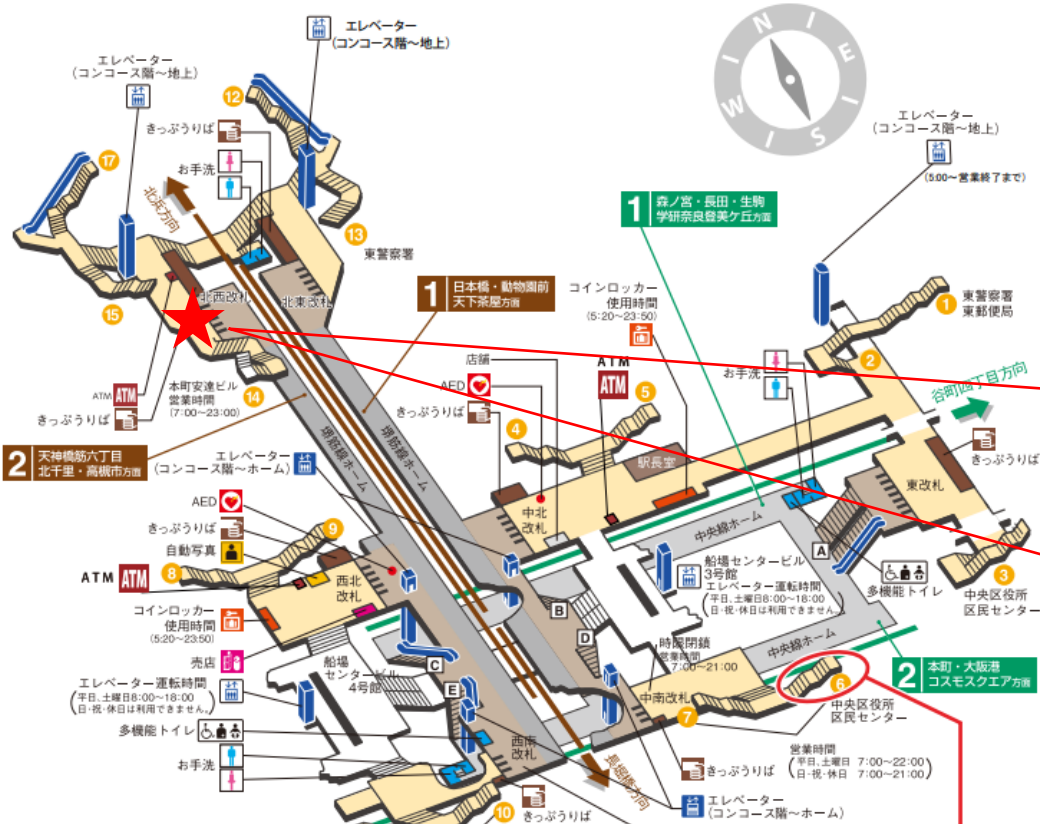 エレベーター
(コンコース階〜地上)
エレベーター
(コンコース階〜地上)
N
E
I
S
W
12
きっぷうりば
17
お手洗
エレベーター
(コンコース階〜地上)
(5:00〜営業終了まで)
北浜方向
1
森ノ宮・長田・生駒
学研奈良登美ケ丘方面
13
東警察署
北西改札
北東改札
1
日本橋・動物園前
天下茶屋方面
コインロッカー
使用時間
(5:20〜23:50)
1
東警察署
東郵便局
15
店舗
ATM
ATM
お手洗
2
谷町四丁目方向
ATM
ATM
きっぷうりば
本町安達ビル
営業時間
(7:00〜23:00)
14
AED
きっぷうりば
4
5
2
天神橋筋六丁目
北千里・高槻市方面
エレベーター
(コンコース階〜ホーム)
堺筋線ホーム
堺筋線ホーム
駅長室
きっぷうりば
AED
きっぷうりば
自動写真
9
中北
改札
中央線ホーム
東改札
ATM
ATM
8
西北
改札
船場センタービル
3号館
エレベーター運転時間
(平日、土曜日8:00〜18:00
日・祝・休日は利用できません。)
A
多機能トイレ
3
中央区役所
区民センター
コインロッカー
使用時間
(5:20〜23:50)
B
D
時限閉鎖
営業時間
7:00〜21:00
中央線ホーム
売店
船場
センタービル
4号館
C
E
中南改札
2
本町・大阪港
コスモスクエア方面
エレベーター運転時間
(平日、土曜日8:00〜18:00
日・祝・休日は利用できません。)
6
7
中央区役所
区民センター
多機能トイレ
西南
改札
お手洗
長堀橋方向
きっぷうりば
営業時間
(平日、土曜日 7:00〜22:00
日・祝・休日 7:00〜21:00)
10
きっぷうりば
エレベーター
(コンコース階〜ホーム)